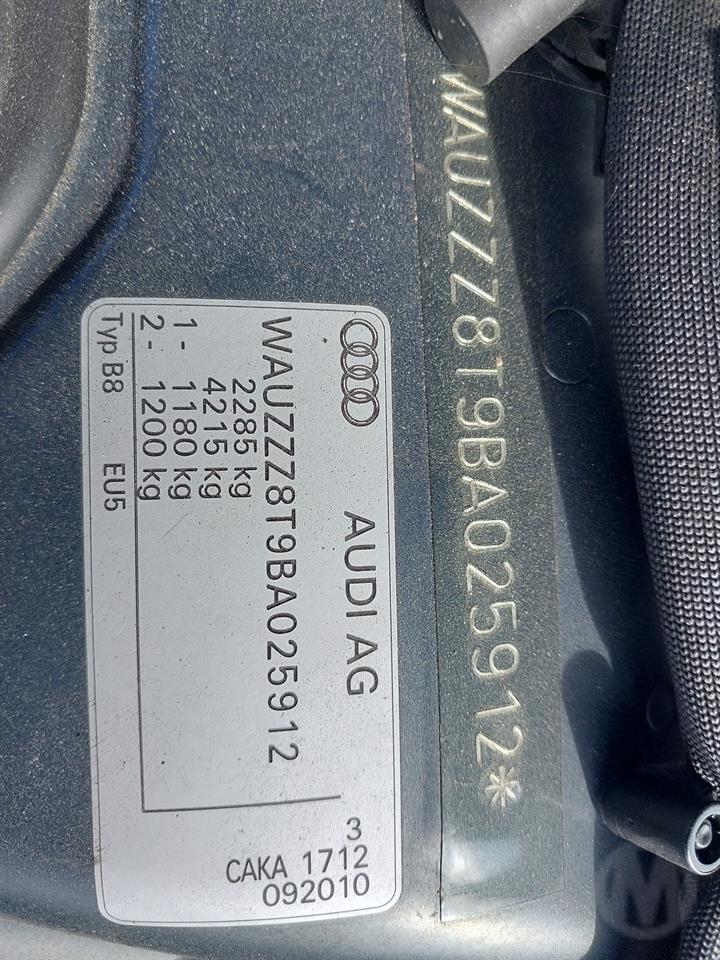 WAUZZZ8T9BA025912*
AUDI AG
WAUZZZ8T9BA025912
2285 kg
4215 kg
1 - 1180 kg
2 - 1200 kg
Typ B8 EU5
3
CAKA 1712
092010
M